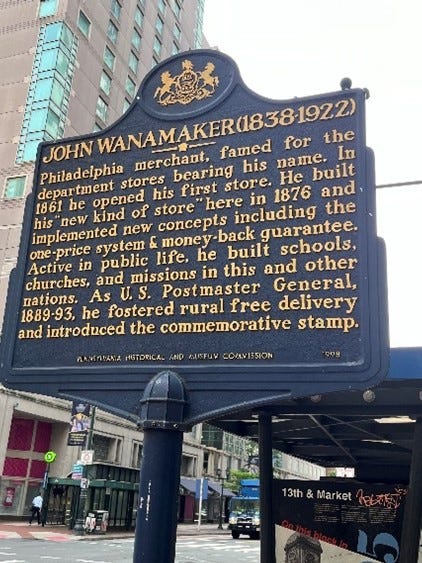 JOHN WANAMAKER (1838-1922)
Philadelphia merchant, famed for the
department stores bearing his name. In
1861 he opened his first store. He built
his "new kind of store" here in 1876 and
implemented new concepts including the
one-price system & money-back guarantee.
Active in public life, he built schools,
churches, and missions in this and other
nations. As U.S. Postmaster General,
1889-93, he fostered rural free delivery
and introduced the commemorative stamp.
PENNSYLVANIA HISTORICAL AND MUSEUM COMMISSION 1998
13th & Market
On this block in